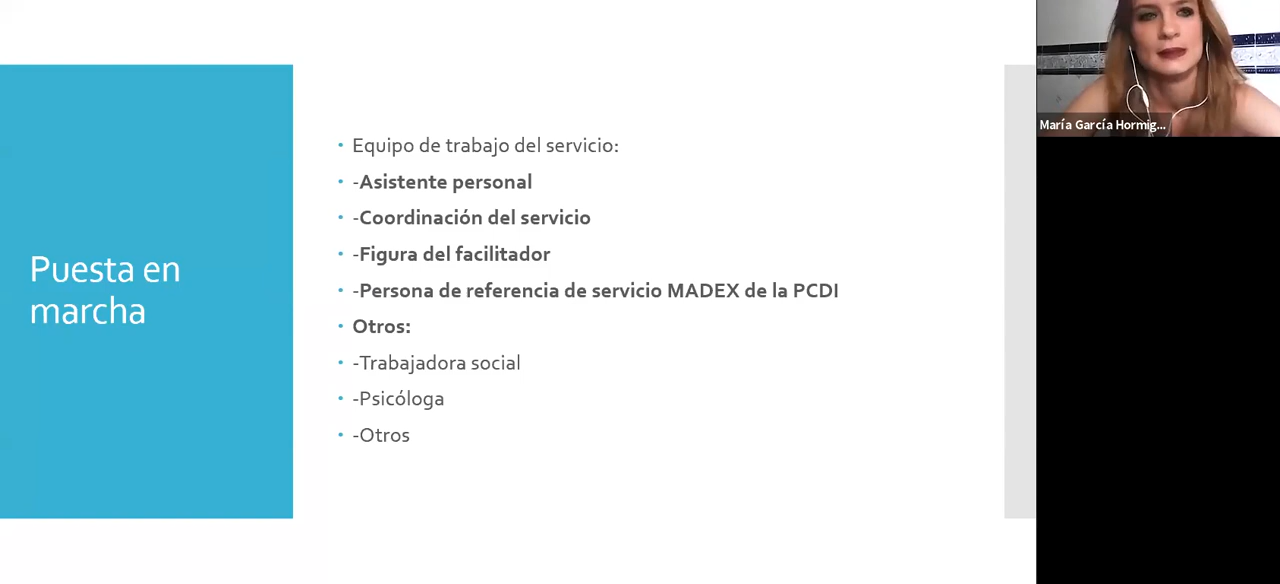 Puesta en
marcha
• Equipo de trabajo del servicio:
• -Asistente personal
• -Coordinación del servicio
• -Figura del facilitador
• -Persona de referencia de servicio MADEX de la PCDI
• Otros:
• -Trabajadora social
• -Psicóloga
• -Otros
María García Hormig...